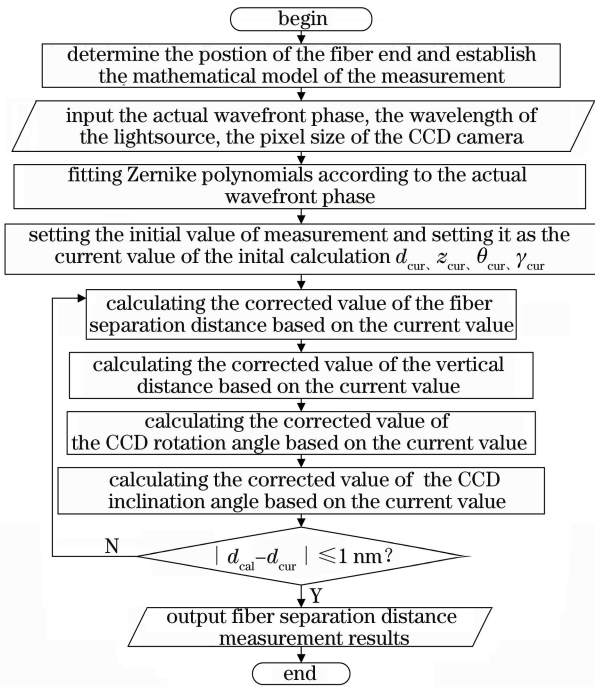 begin
determine the postion of the fiber end and establish
the mathematical model of the measurement
input the actual wavefront phase, the wavelength of
the lightsource, the pixel size of the CCD camera
fitting Zernike polynomials according to the actual
wavefront phase
setting the initial value of measurement and setting it as the
current value of the inital calculation d_cur、z_cur、θ_cur、γ_cur
calculating the corrected value of the fiber
separation distance based on the current value
calculating the corrected value of the vertical
distance based on the current value
calculating the corrected value of
the CCD rotation angle based on the current value
calculating the corrected value of the CCD
inclination angle based on the current value
N
| d_cal–d_cur | ≤1 nm?
Y
output fiber separation distance
measurement results
end